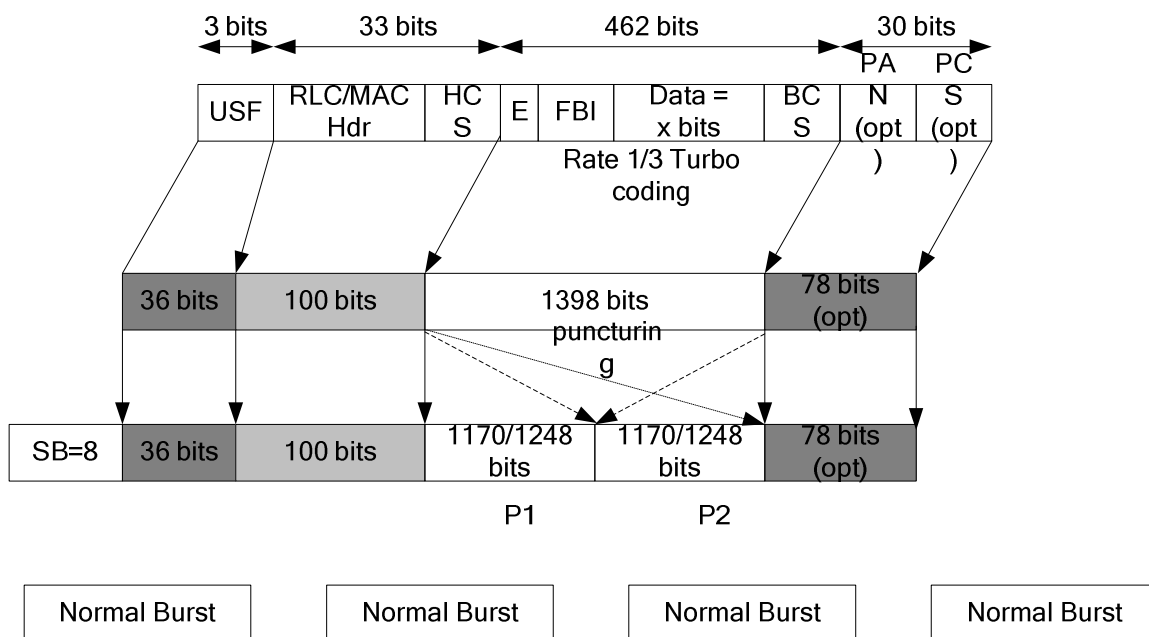 3 bits 33 bits 462 bits 30 bits
USF
RLC/MAC
Hdr
HC
S
E
FBI
Data =
x bits
BC
S
PA
N
(opt
)
PC
S
(opt
)
Rate 1/3 Turbo
coding
36 bits
100 bits
1398 bits
78 bits
(opt)
puncturin
g
SB=8
36 bits
100 bits
1170/1248
bits
1170/1248
bits
78 bits
(opt)
P1
P2
Normal Burst Normal Burst Normal Burst Normal Burst